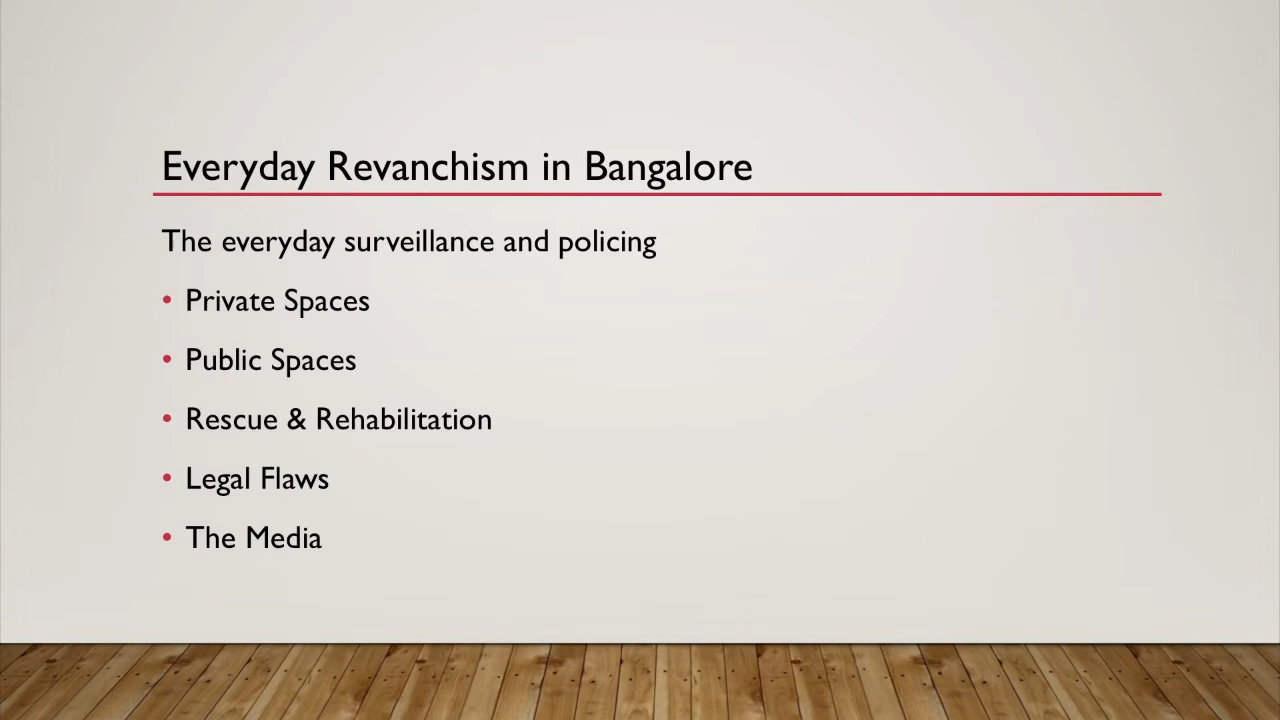 Everyday Revanchism in Bangalore
The everyday surveillance and policing
• Private Spaces
• Public Spaces
• Rescue & Rehabilitation
• Legal Flaws
• The Media